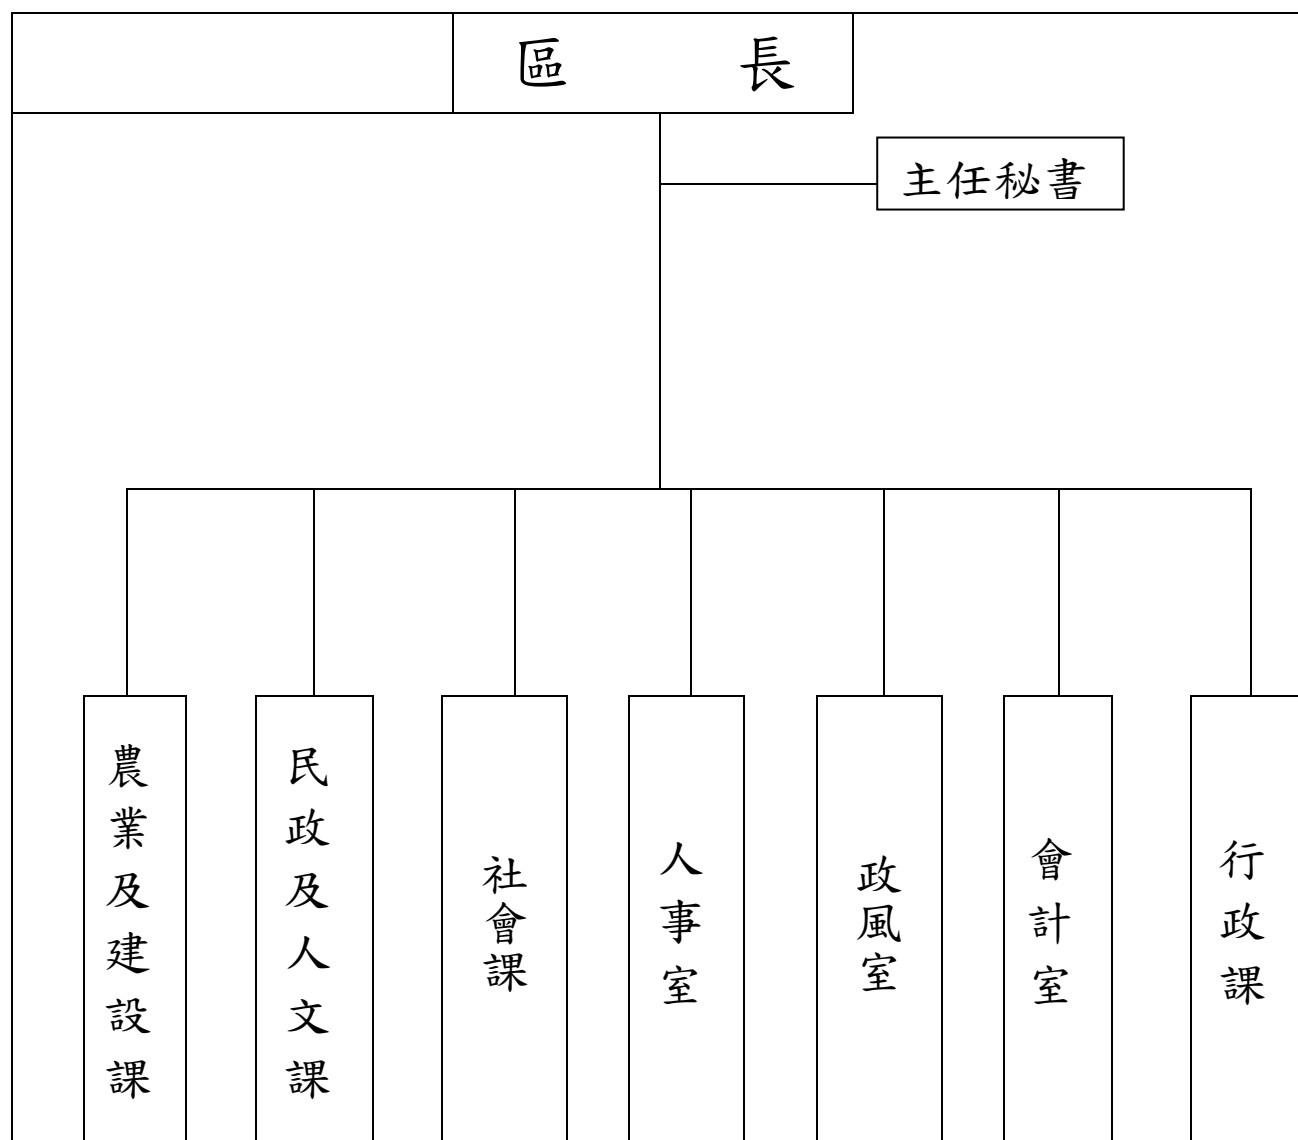 區 長
主任秘書
農業及建設課
民政及人文課
社會課
人事室
政風室
會計室
行政課